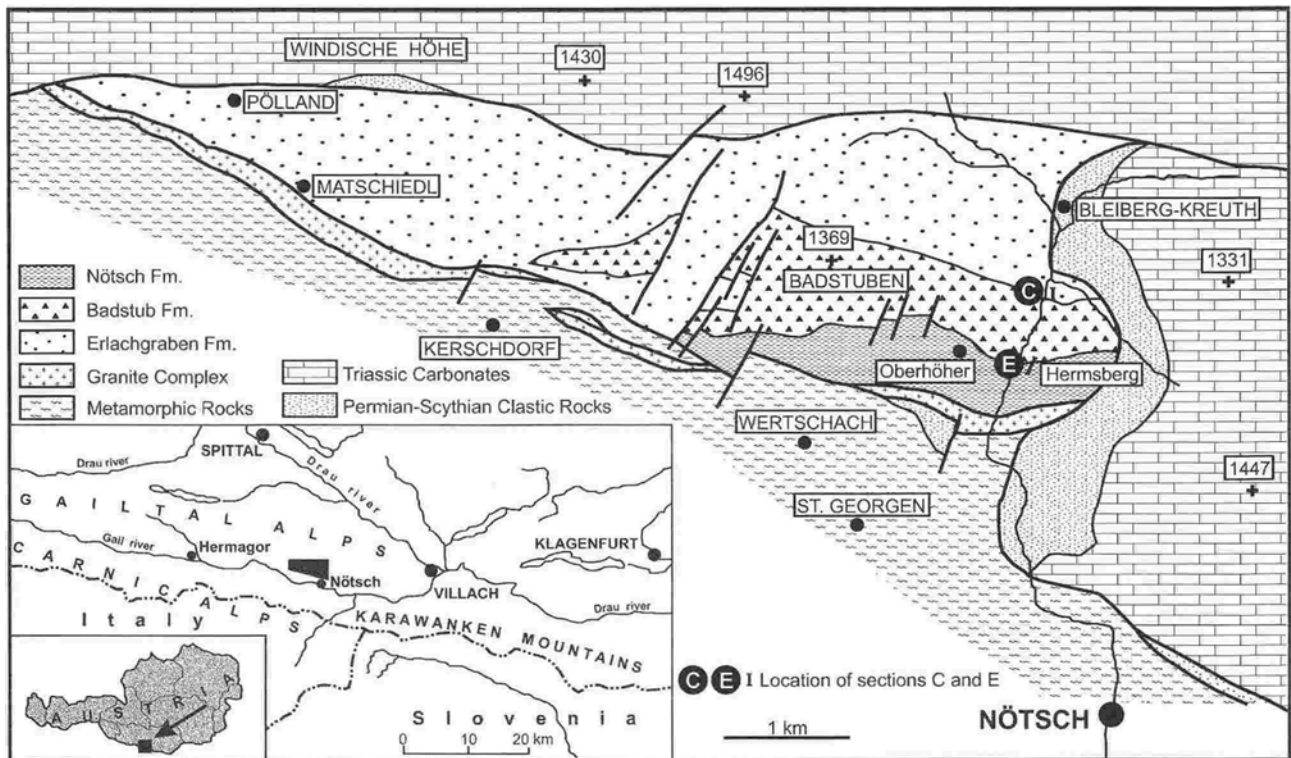 WINDISCHE HÖHE
1430
1496
PÖLLAND
MATSCHIEDL
BLEIBERG-KREUTH
1369
1331
BADSTUBEN
C I
Nötsch Fm.
Badstub Fm.
Erlachgraben Fm.
Granite Complex
Metamorphic Rocks
Triassic Carbonates
Permian-Scythian Clastic Rocks
KERSCHDORF
Oberhöher
E
Hermsberg
WERTSCHACH
1447
ST. GEORGEN
SPITTAL
Drau river
Drau river
GAILTAL ALPS
Gail river
Hermagor
KLAGENFURT
Nötsch
VILLACH
CARNIC ALPS
Drau river
Italy
KARAWANKEN MOUNTAINS
Slovenia
0 10 20 km
AUSTRIA
C E I Location of sections C and E
1 km
NÖTSCH